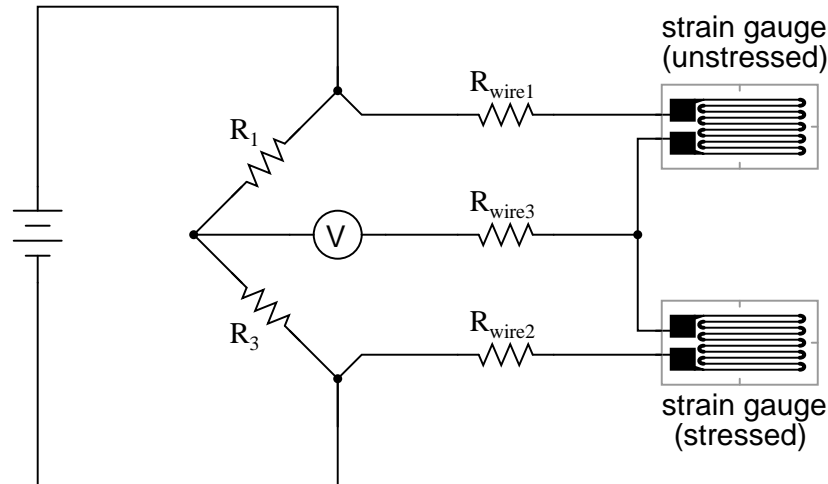 strain gauge
(unstressed)
Rwire1
R1
Rwire3
V
R3
Rwire2
strain gauge
(stressed)